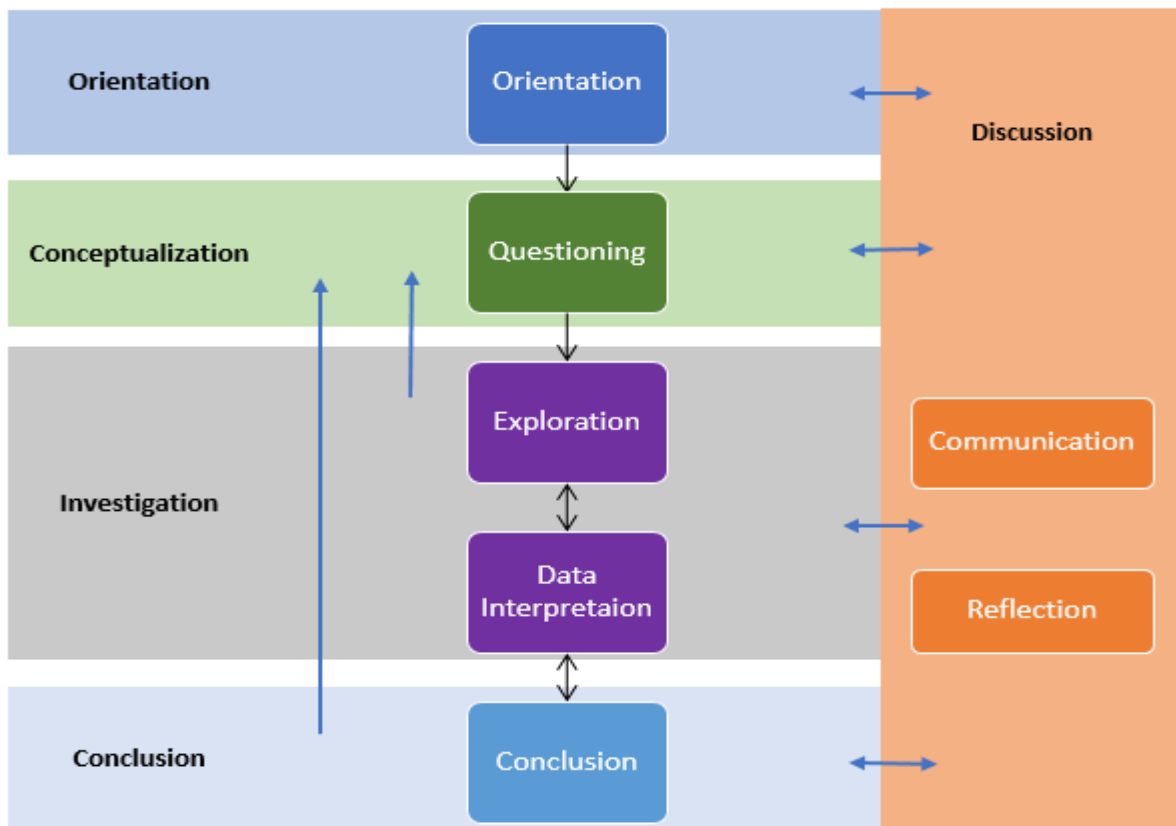 Orientation
Orientation
Discussion
Conceptualization
Questioning
Exploration
Communication
Investigation
Data
Interpretaion
Reflection
Conclusion
Conclusion